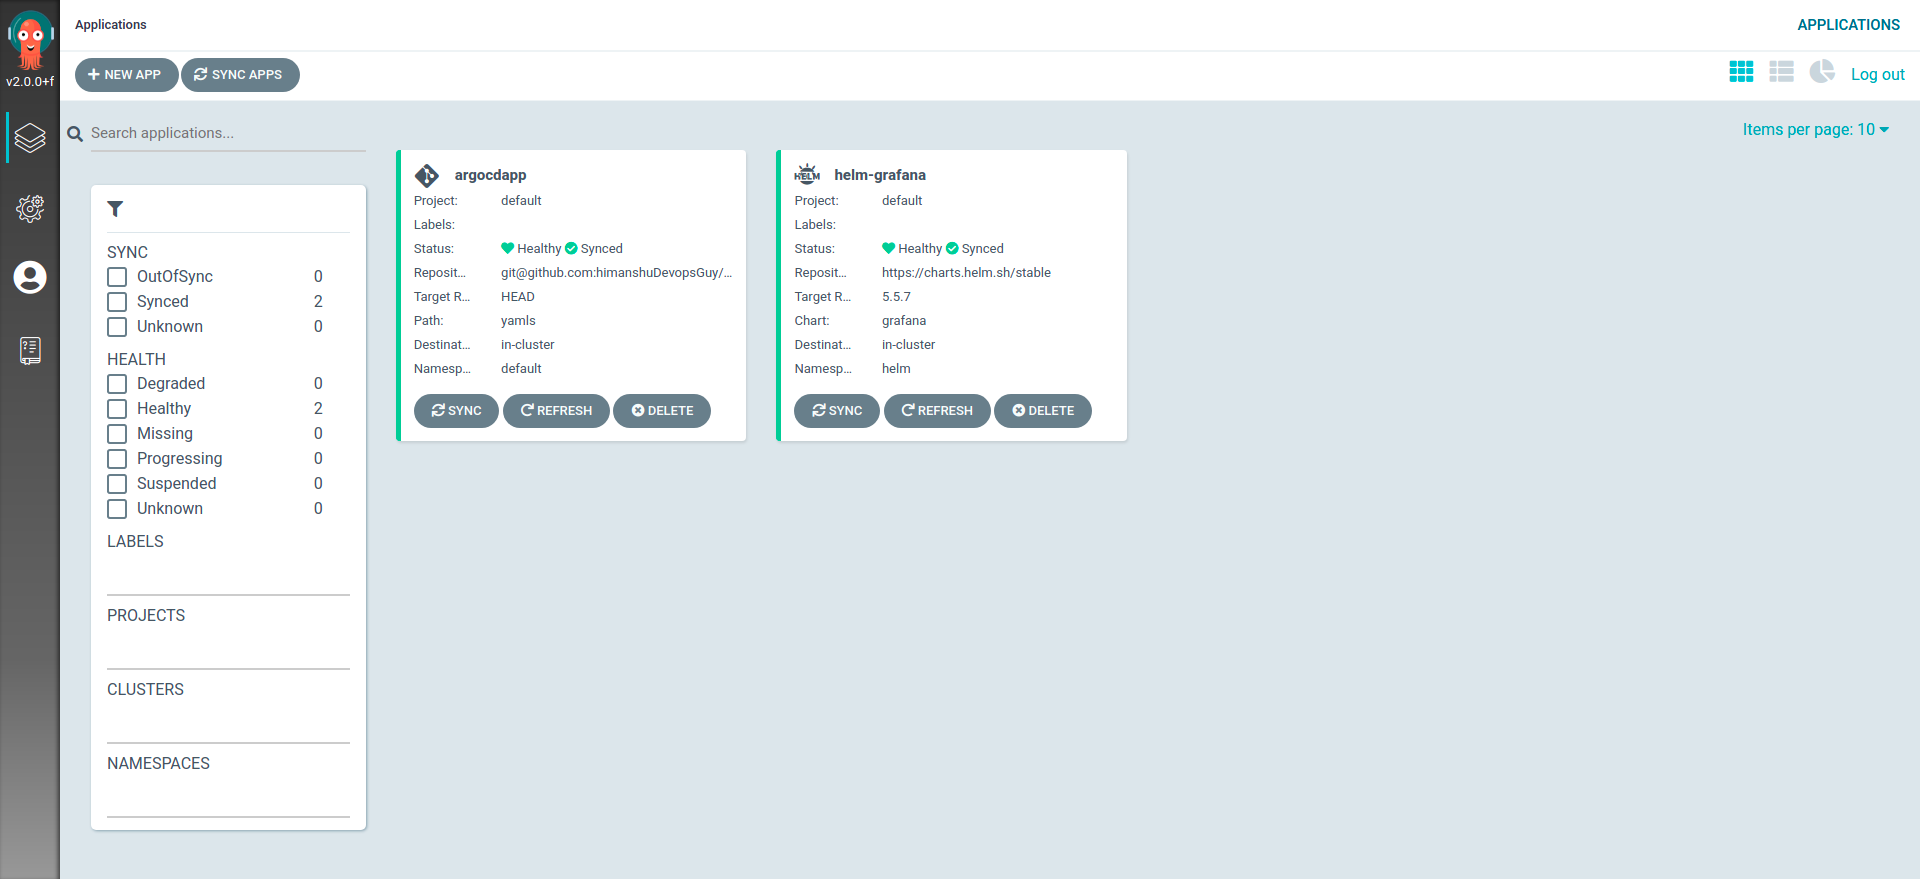 Applications
APPLICATIONS
v2.0.0+f
NEW APP
SYNC APPS
Log out
Search applications...
Items per page: 10
SYNC
OutOfSync 0
Synced 2
Unknown 0
HEALTH
Degraded 0
Healthy 2
Missing 0
Progressing 0
Suspended 0
Unknown 0
LABELS
PROJECTS
CLUSTERS
NAMESPACES
argocdapp
Project: default
Labels:
Status: Healthy Synced
Reposit... git@github.com:himanshuDevopsGuy/...
Target R... HEAD
Path: yamls
Destinat... in-cluster
Namesp... default
SYNC REFRESH DELETE
HELM
helm-grafana
Project: default
Labels:
Status: Healthy Synced
Reposit... https://charts.helm.sh/stable
Target R... 5.5.7
Chart: grafana
Destinat... in-cluster
Namesp... helm
SYNC REFRESH DELETE